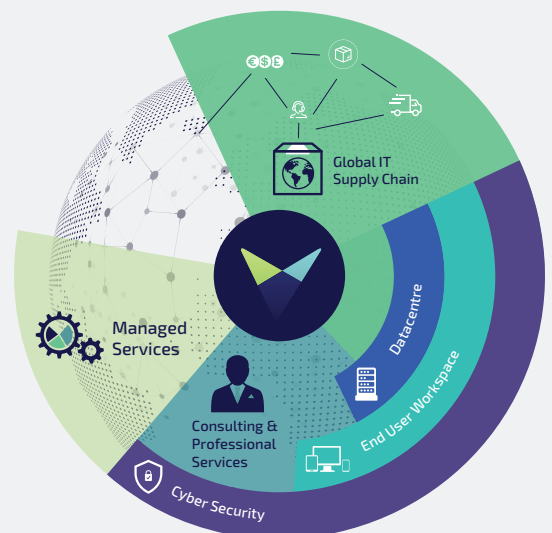 € $ £
Global IT
Supply Chain
Datacentre
End User Workspace
Managed
Services
Consulting &
Professional
Services
Cyber Security